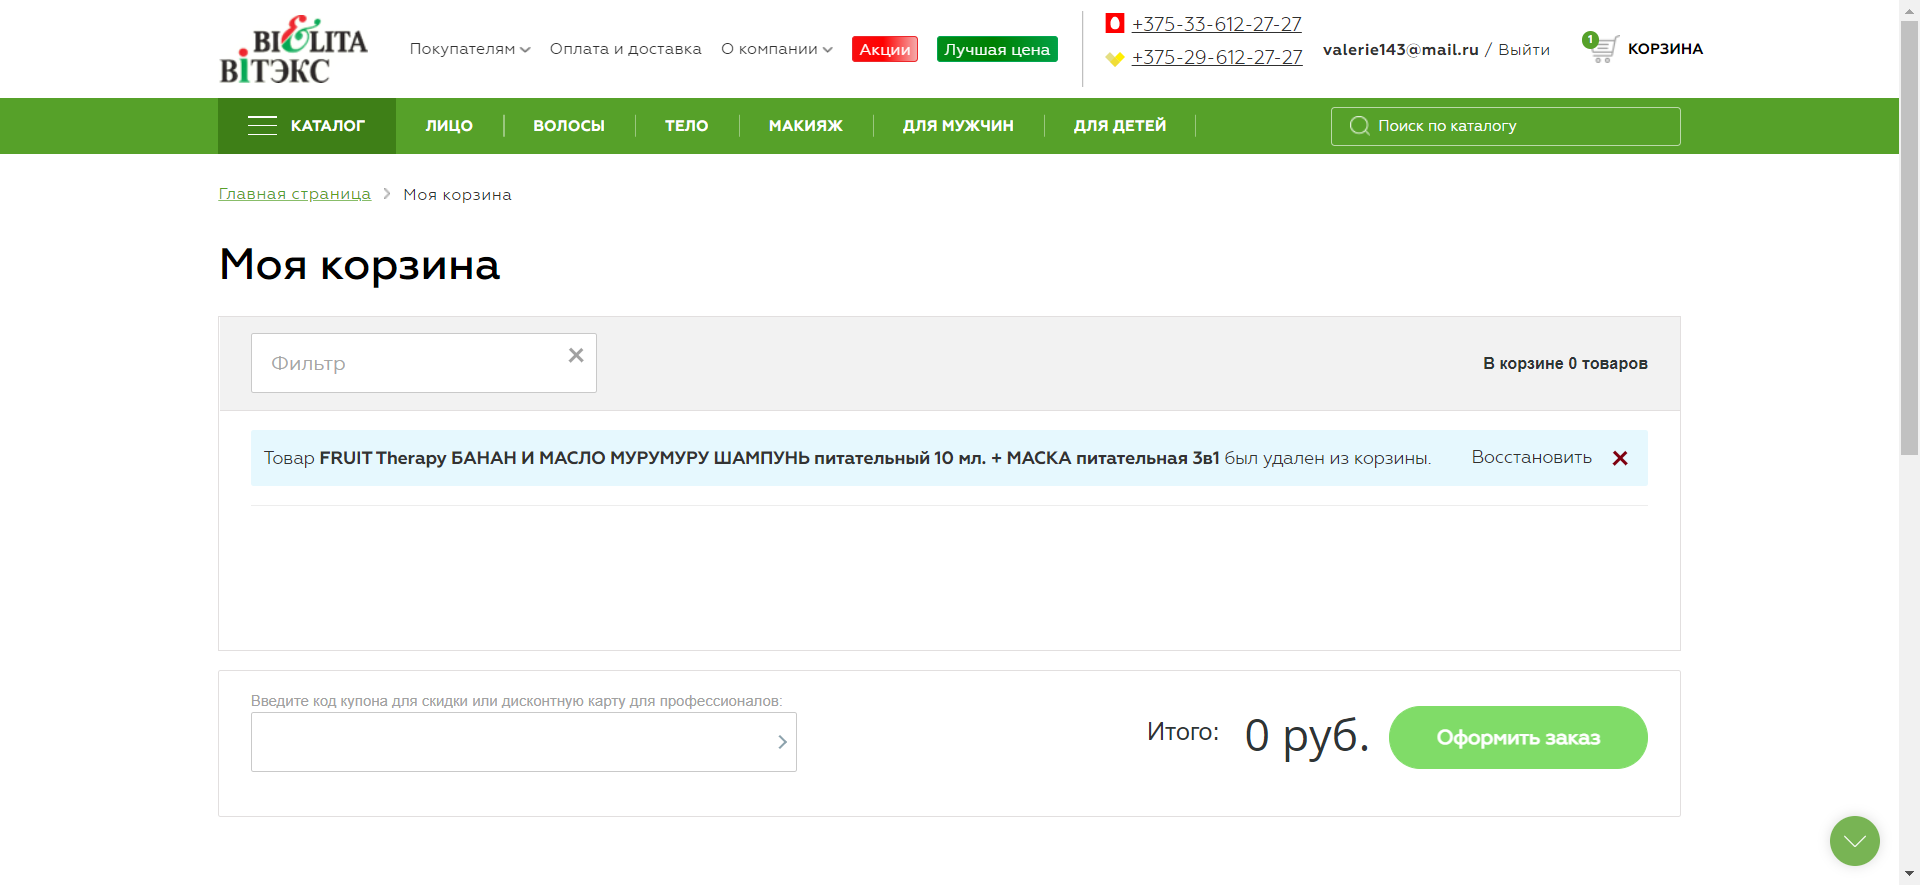 BIELITA
ВІТЭКС
Покупателям
Оплата и доставка
О компании
Акции
Лучшая цена
+375-33-612-27-27
+375-29-612-27-27
valerie143@mail.ru / Выйти
1
КОРЗИНА
КАТАЛОГ
ЛИЦО
ВОЛОСЫ
ТЕЛО
МАКИЯЖ
ДЛЯ МУЖЧИН
ДЛЯ ДЕТЕЙ
Поиск по каталогу
Главная страница
Моя корзина
Моя корзина
Фильтр
В корзине 0 товаров
Товар FRUIT Therapy БАНАН И МАСЛО МУРУМУРУ ШАМПУНЬ питательный 10 мл. + МАСКА питательная 3в1 был удален из корзины.
Восстановить
Введите код купона для скидки или дисконтную карту для профессионалов:
Итого:
0 руб.
Оформить заказ